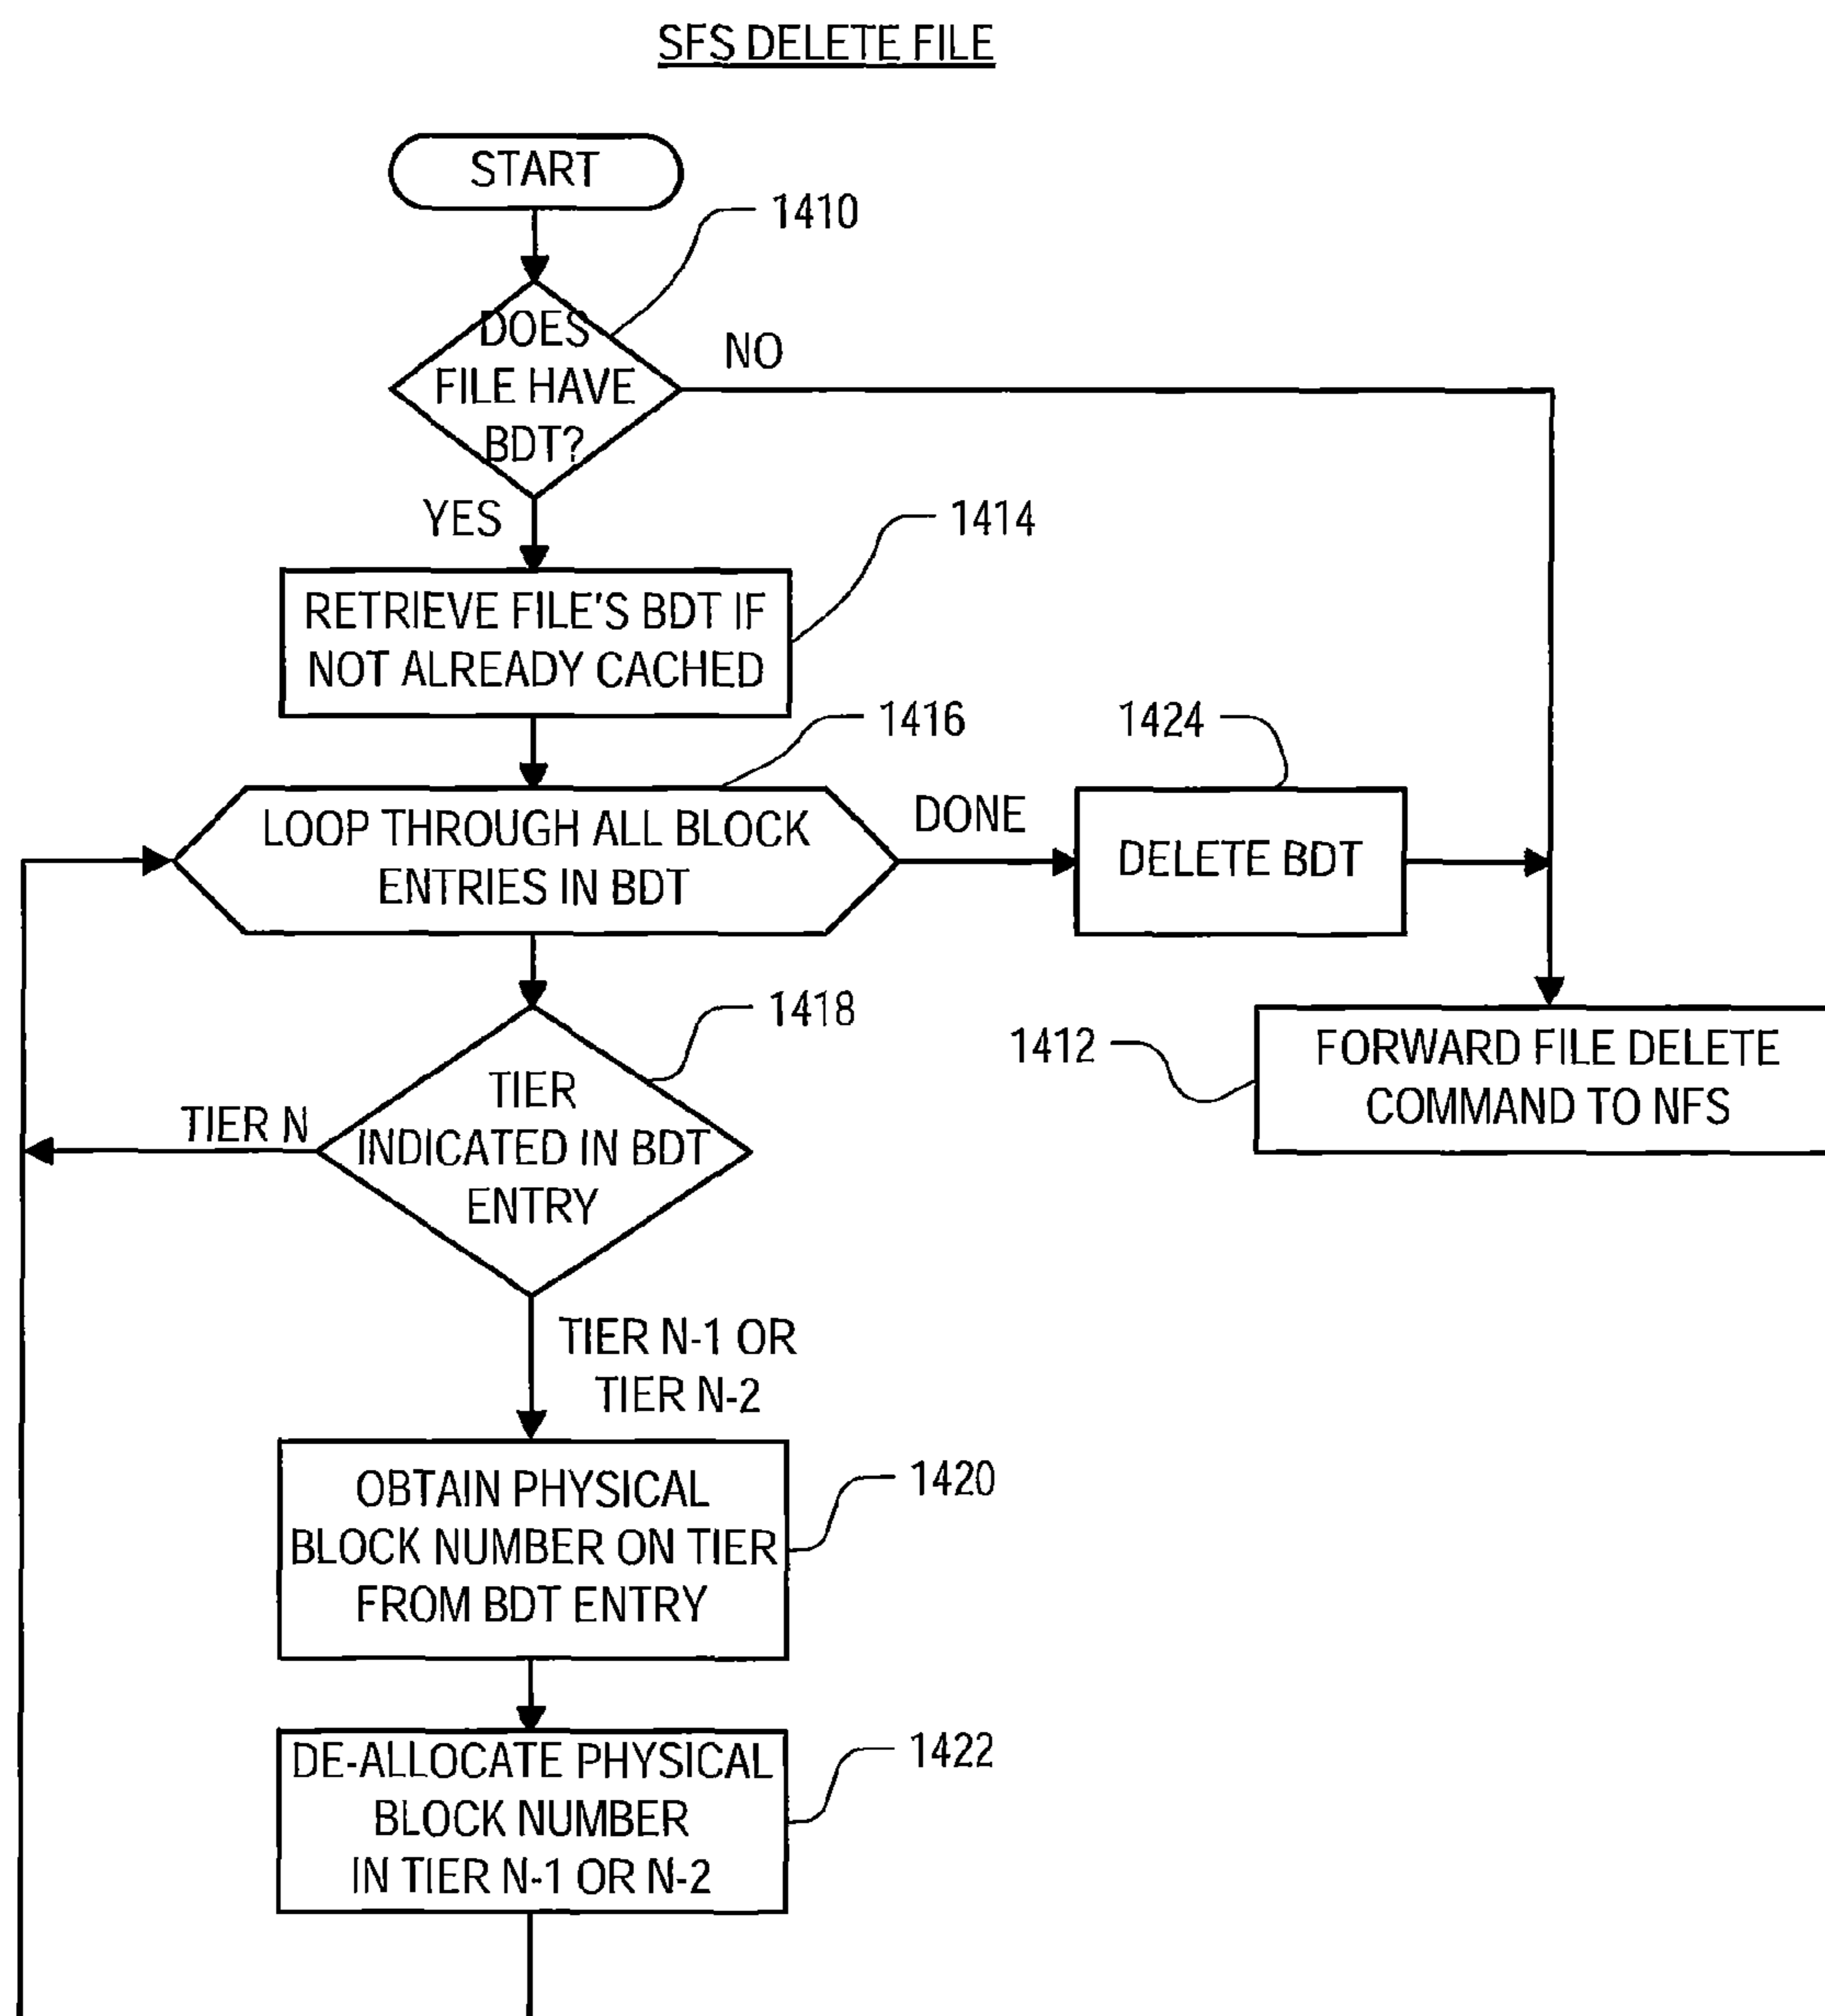 SFS DELETE FILE
START
1410
DOES
FILE HAVE
BDT?
NO
YES
1414
RETRIEVE FILE'S BDT IF
NOT ALREADY CACHED
1416
1424
LOOP THROUGH ALL BLOCK
ENTRIES IN BDT
DONE
DELETE BDT
1418
1412
FORWARD FILE DELETE
COMMAND TO NFS
TIER
INDICATED IN BDT
ENTRY
TIER N
TIER N-1 OR
TIER N-2
1420
OBTAIN PHYSICAL
BLOCK NUMBER ON TIER
FROM BDT ENTRY
1422
DE-ALLOCATE PHYSICAL
BLOCK NUMBER
IN TIER N-1 OR N-2